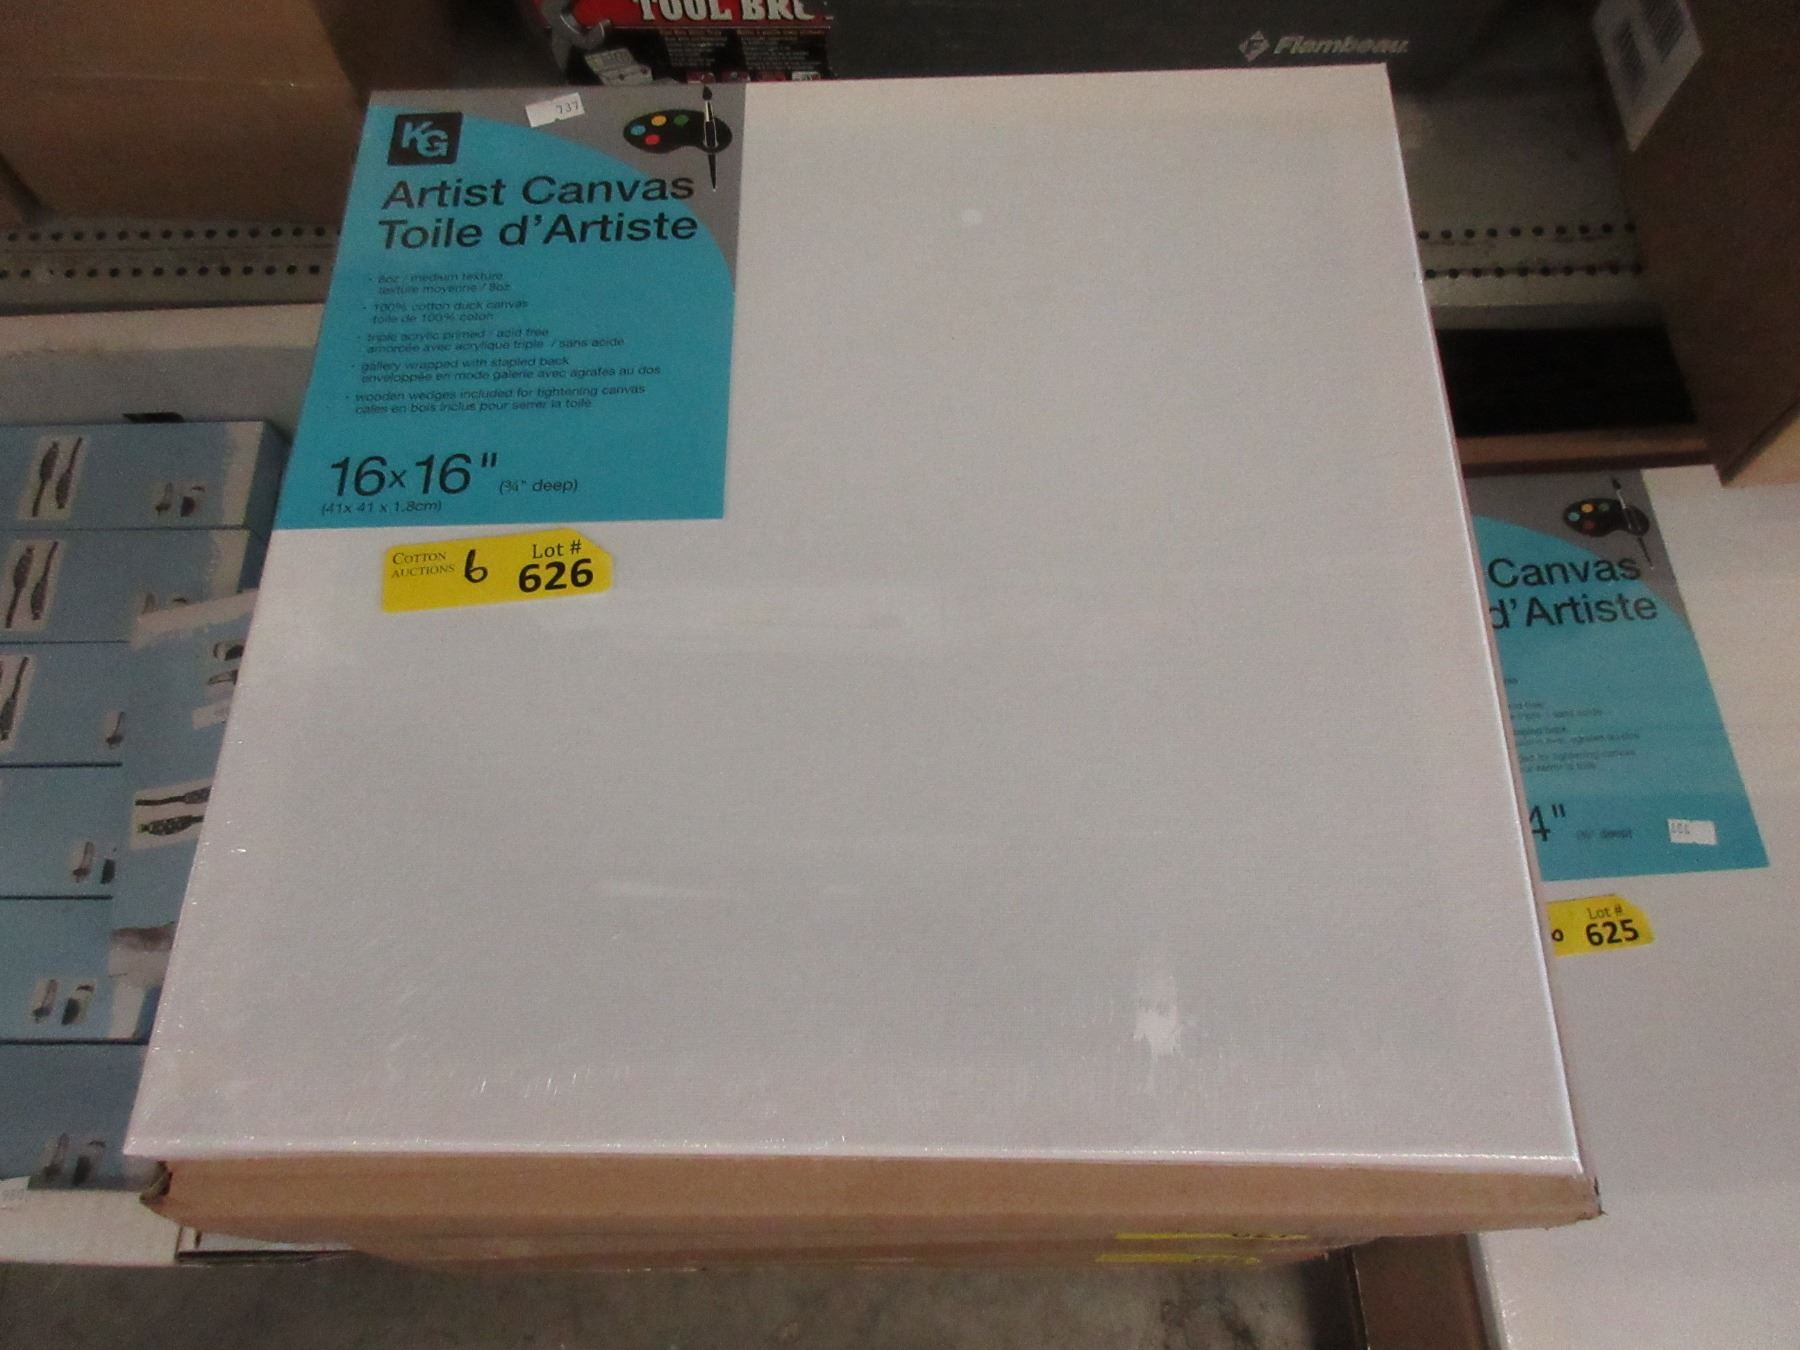 TOOL
Flambeau
737
KG
Artist Canvas
Toile d'Artiste
• 8oz / medium texture
texture moyenne / 8oz
• 100% cotton duck canvas
toile de 100% coton
• triple acrylic primed / acid free
amorcée avec acrylique triple / sans acide
• gallery wrapped with stapled back
enveloppée en mode galerie avec agrafes au dos
• wooden wedges included for tightening canvas
cales en bois inclus pour serrer la toile
16x16" (¾" deep)
(41x 41 x 1.8cm)
COTTON
AUCTIONS
6
Lot #
626
Canvas
d'Artiste
4"
deep)
Lot #
625